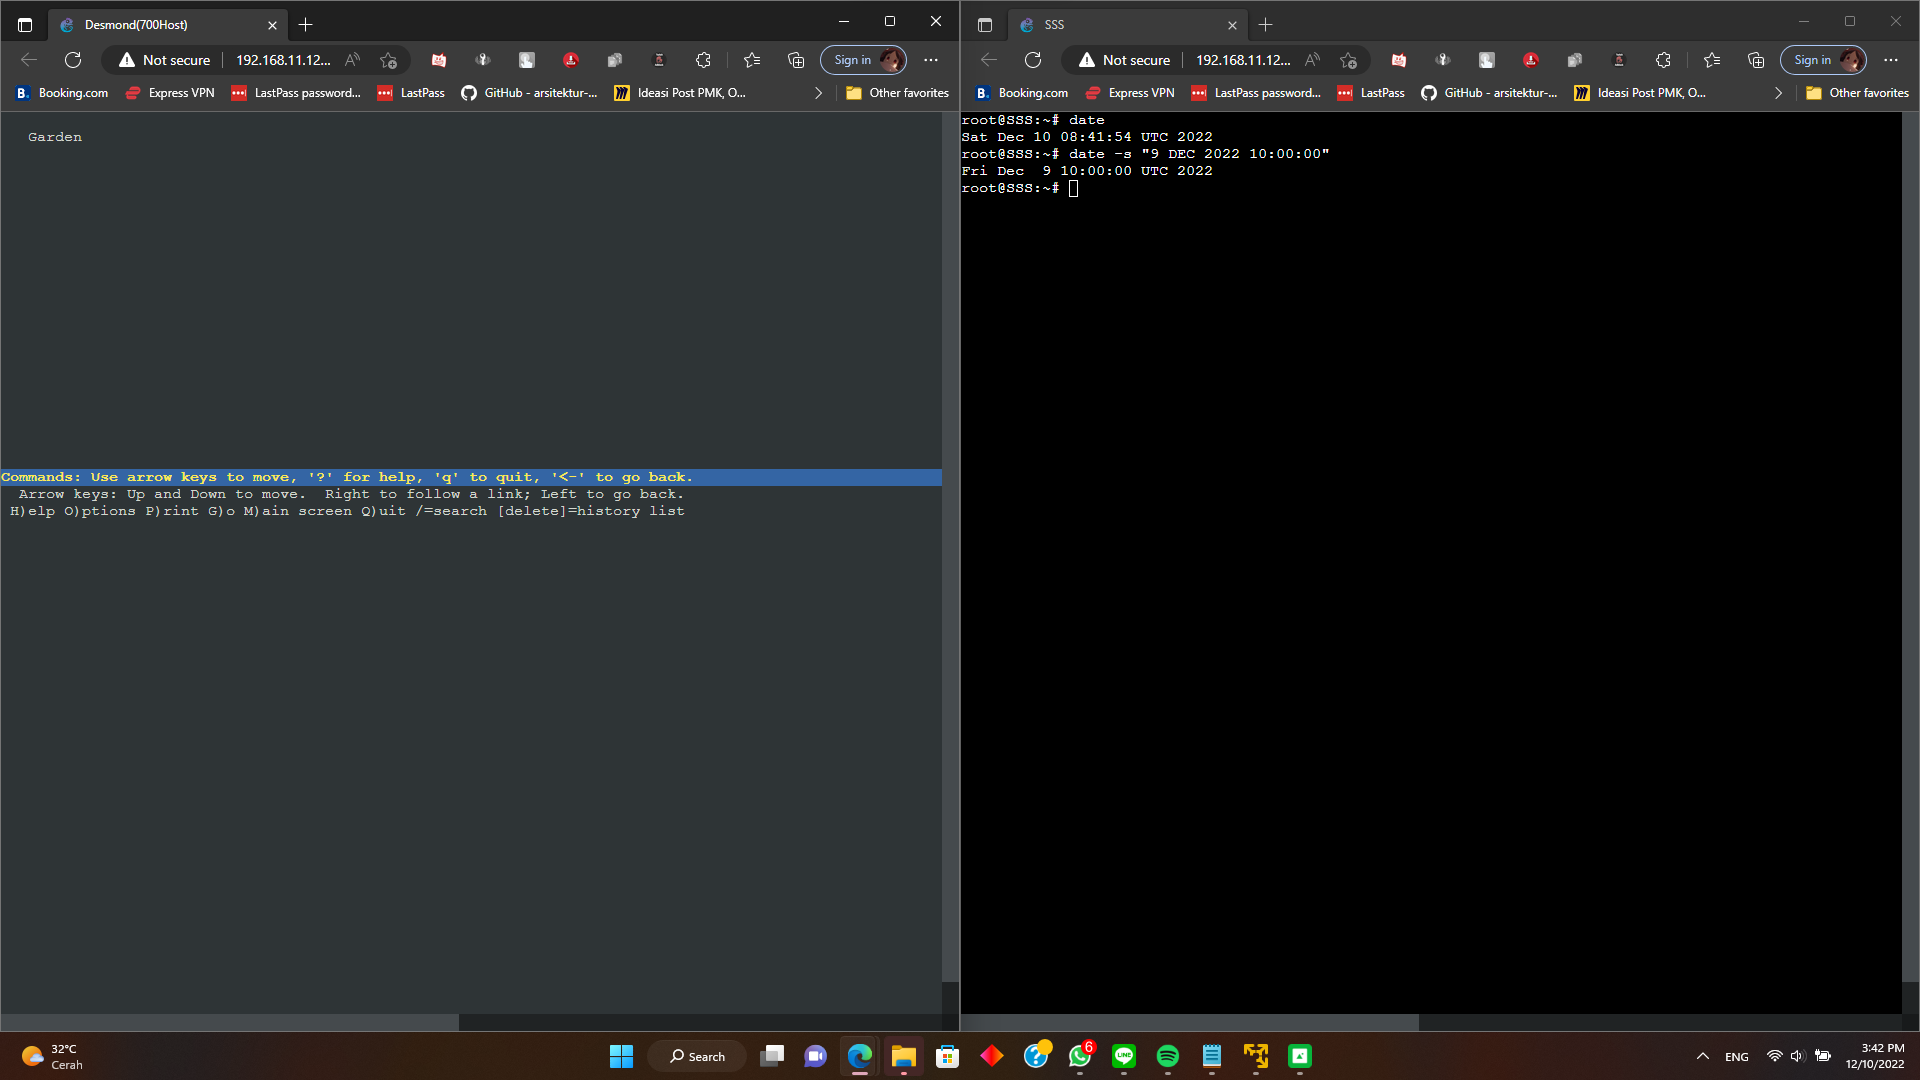 Desmond(700Host)
Not secure 192.168.11.12...
Sign in
Booking.com Express VPN LastPass password... LastPass GitHub - arsitektur-... Ideasi Post PMK, O... Other favorites
Garden
Commands: Use arrow keys to move, '?' for help, 'q' to quit, '<-' to go back.
Arrow keys: Up and Down to move.  Right to follow a link; Left to go back.
H)elp O)ptions P)rint G)o M)ain screen Q)uit /=search [delete]=history list
SSS
Not secure 192.168.11.12...
Sign in
Booking.com Express VPN LastPass password... LastPass GitHub - arsitektur-... Ideasi Post PMK, O... Other favorites
root@SSS:~# date
Sat Dec 10 08:41:54 UTC 2022
root@SSS:~# date -s "9 DEC 2022 10:00:00"
Fri Dec  9 10:00:00 UTC 2022
root@SSS:~#
32°C
Cerah
Search
6
LINE
ENG
3:42 PM
12/10/2022